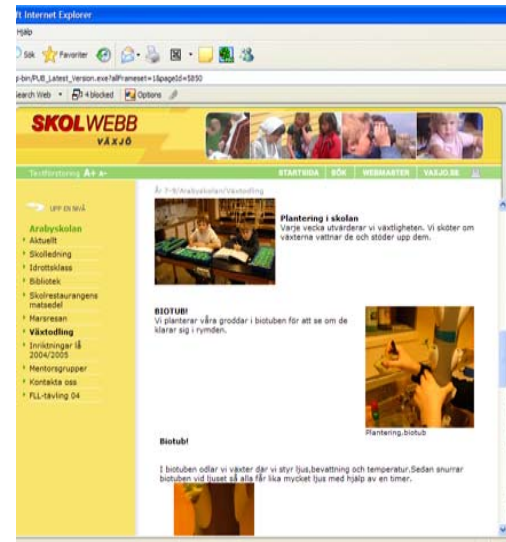 ft Internet Explorer
Hjälp
Sök Favoriter
g-bin/PUB_Latest_Version.exe?allFrameset=1&pageId=5850
Search Web 4 blocked Options
SKOLWEBB
VÄXJÖ
Textförstoring A+ A-
STARTSIDA SÖK WEBMASTER VAXJO.SE
År 7-9/Arabyskolan/Växtodling
UPP EN NIVÅ
Arabyskolan
Aktuellt
Skolledning
Idrottsklass
Bibliotek
Skolrestaurangens
matsedel
Marsresan
Växtodling
Inriktningar lå
2004/2005
Mentorsgrupper
Kontakta oss
FLL-tävling 04
Plantering i skolan
Varje vecka utvärderar vi växtligheten. Vi sköter om
växterna vattnar de och stöder upp dem.
BIOTUB!
Vi planterar våra groddar i biotuben för att se om de
klarar sig i rymden.
Plantering,biotub
Biotub!
I biotuben odlar vi växter där vi styr ljus,bevattning och temperatur.Sedan snurrar
biotuben vid ljuset så alla får lika mycket ljus med hjälp av en timer.